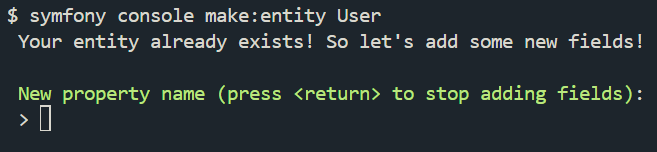 $ symfony console make:entity User
Your entity already exists! So let's add some new fields!
New property name (press <return> to stop adding fields):
>